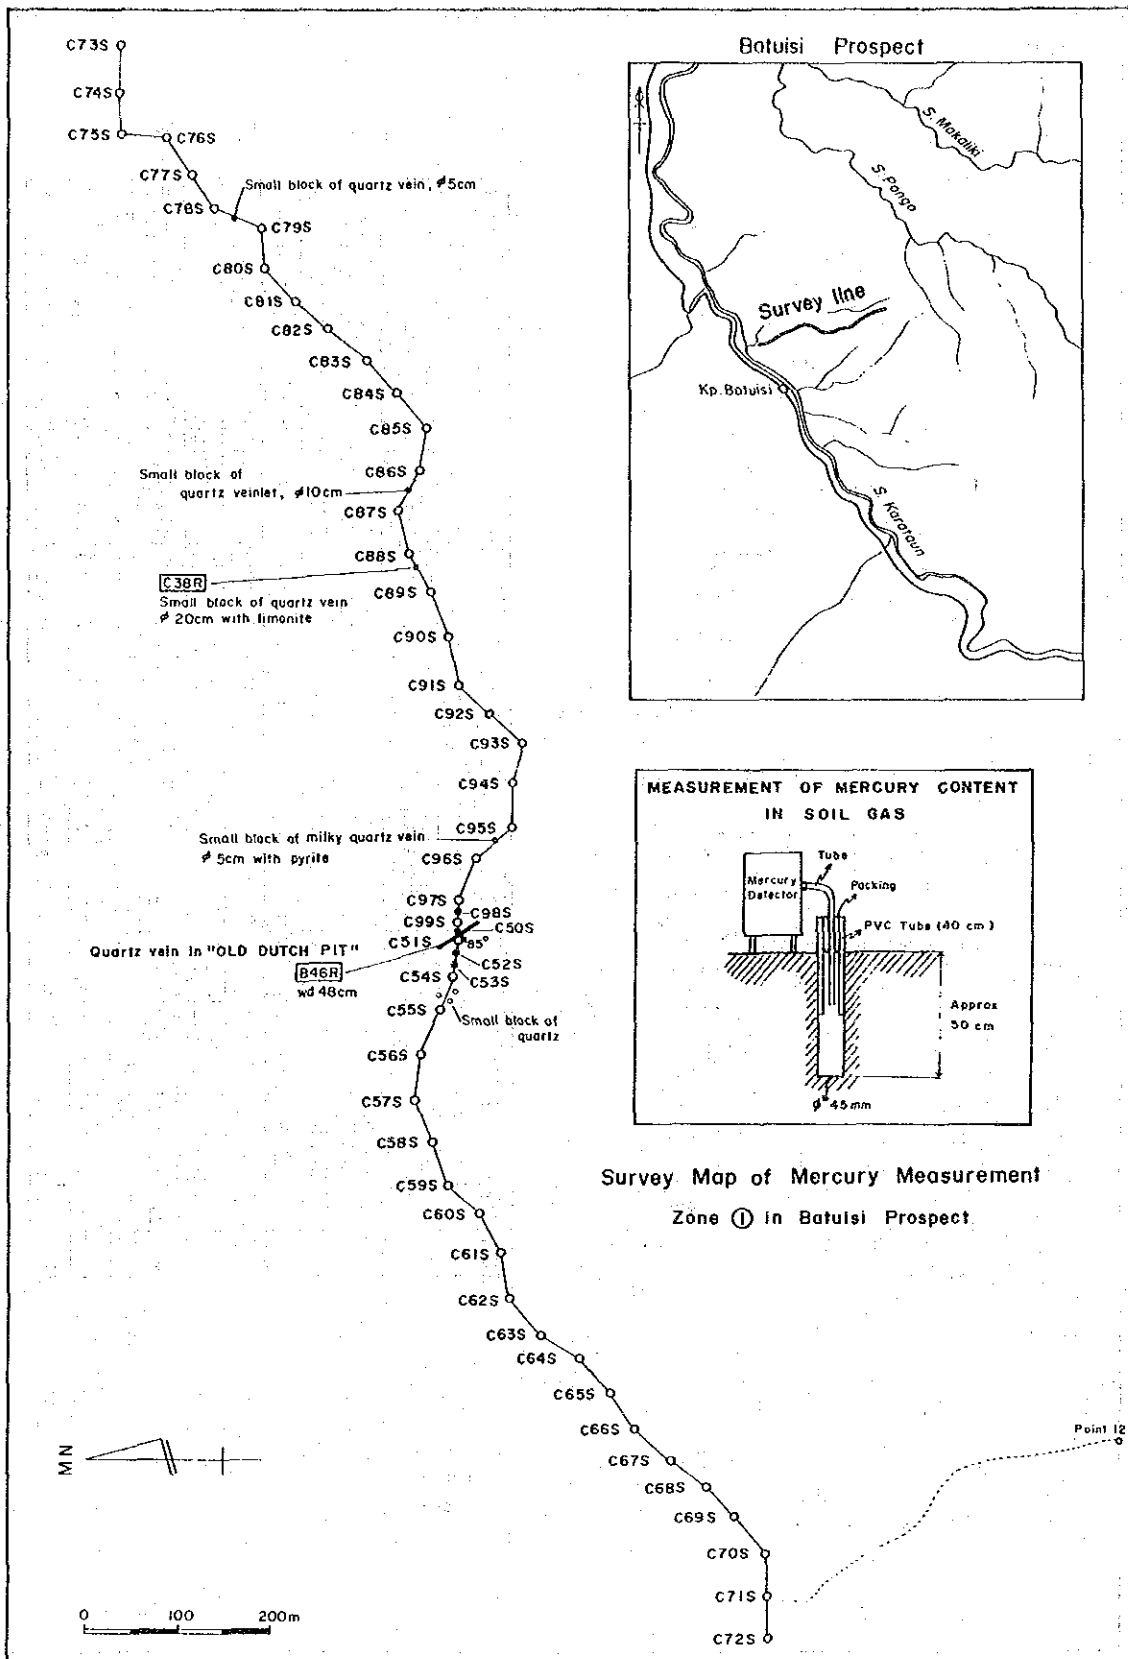 C73S
C74S
C75S
C76S
C77S
Small block of quartz vein, ø5cm
C78S
C79S
C80S
C81S
C82S
C83S
C84S
C85S
C86S
Small block of
quartz veinlet, ø10cm
C87S
C88S
C38R
Small block of quartz vein
ø 20cm with limonite
C89S
C90S
C91S
C92S
C93S
C94S
C95S
Small block of milky quartz vein
ø 5cm with pyrite
C96S
C97S
C98S
C99S
C50S
C51S
85°
Quartz vein in "OLD DUTCH PIT"
B46R
wd 48cm
C52S
C53S
C54S
C55S
Small block of
quartz
C56S
C57S
C58S
C59S
C60S
C61S
C62S
C63S
C64S
C65S
C66S
C67S
C68S
C69S
C70S
C71S
C72S
Point 12
MN
0 100 200m
Batuisi Prospect
S. Makaliki
S. Pongo
Survey line
Kp. Batuisi
S. Karataun
MEASUREMENT OF MERCURY CONTENT
IN SOIL GAS
Tube
Mercury
Detector
Packing
PVC Tube (40 cm)
Approx
50 cm
ø 45mm
Survey Map of Mercury Measurement
Zone ① in Batuisi Prospect